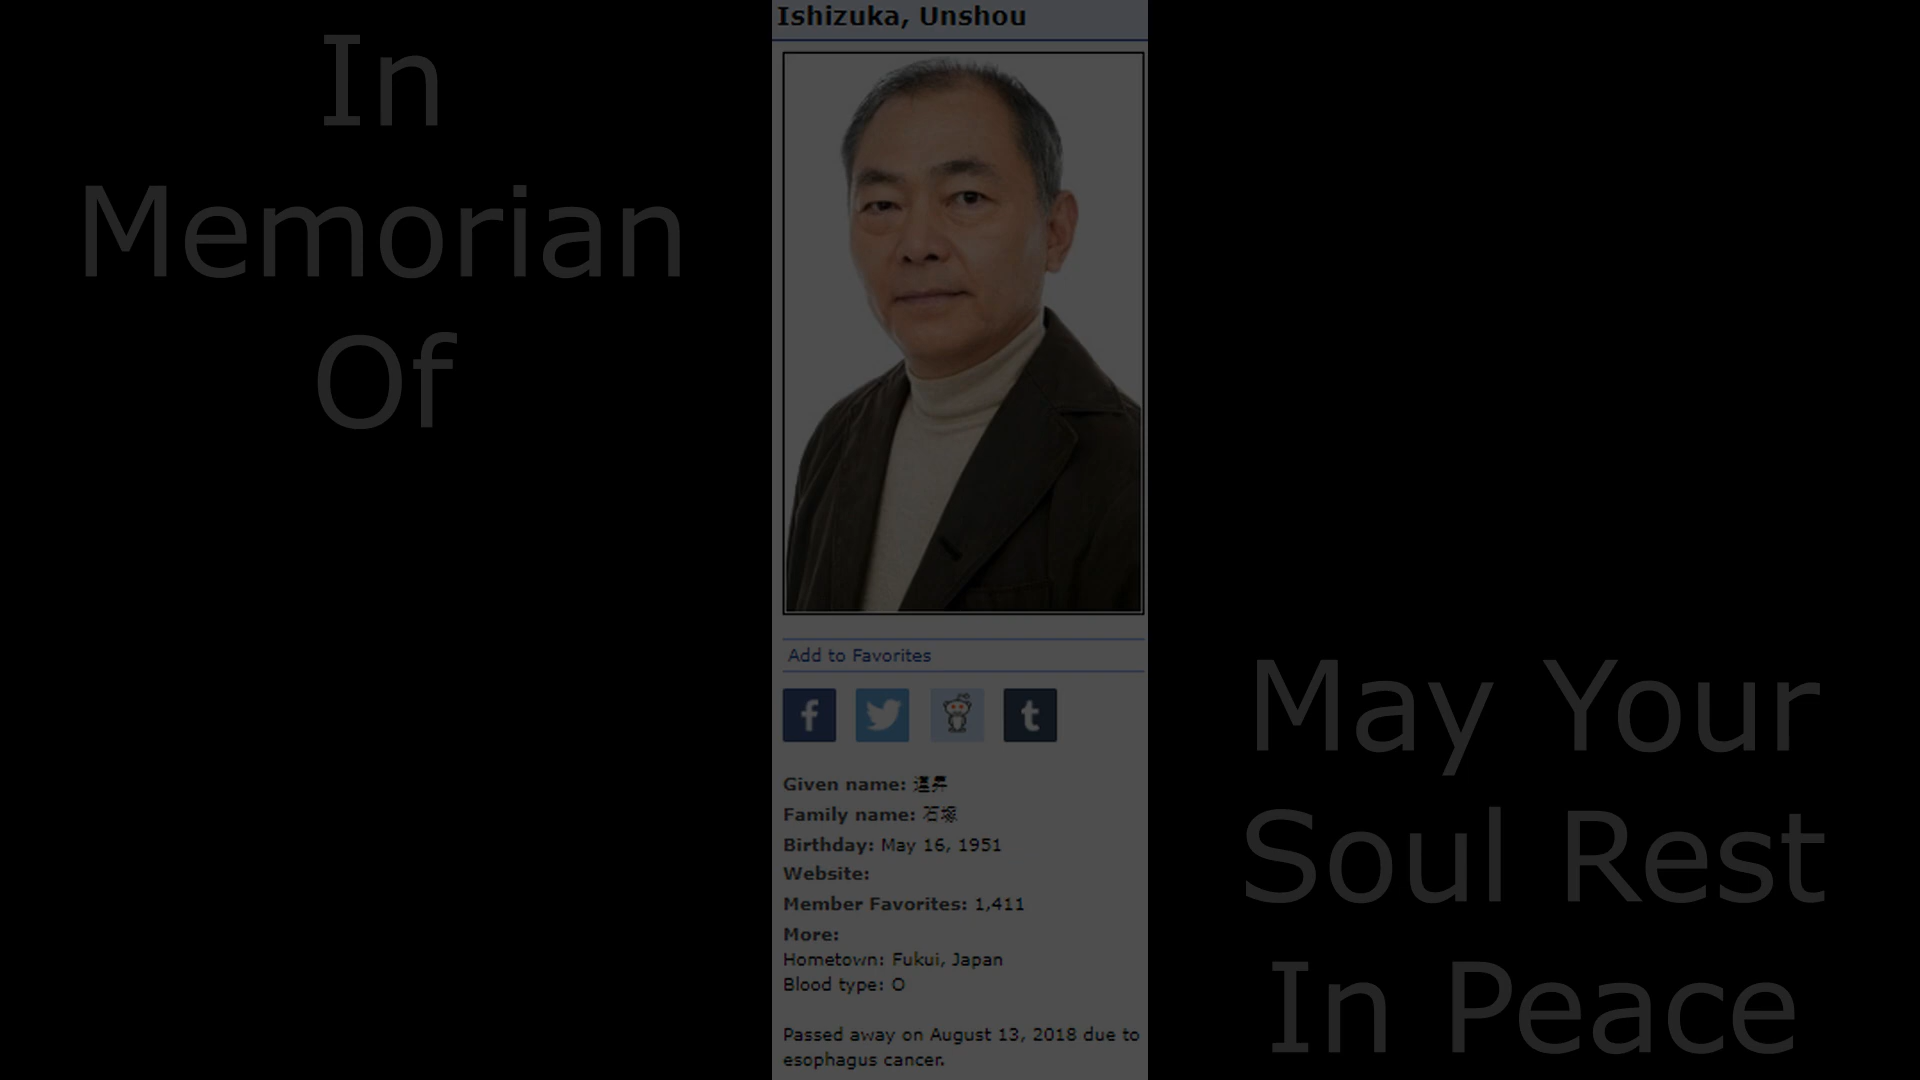 In
Memorian
Of
Ishizuka, Unshou
Add to Favorites
Given name: 運昇
Family name: 石塚
Birthday: May 16, 1951
Website:
Member Favorites: 1,411
More:
Hometown: Fukui, Japan
Blood type: O
Passed away on August 13, 2018 due to
esophagus cancer.
May Your
Soul Rest
In Peace